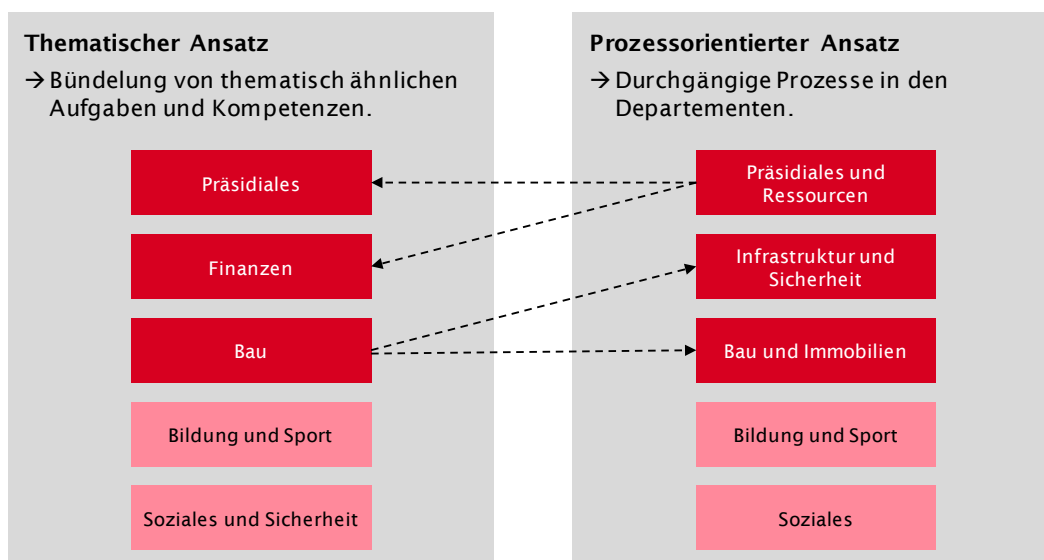 Thematischer Ansatz
→ Bündelung von thematisch ähnlichen
Aufgaben und Kompetenzen.
Präsidiales
Finanzen
Bau
Bildung und Sport
Soziales und Sicherheit
Prozessorientierter Ansatz
→ Durchgängige Prozesse in den
Departementen.
Präsidiales und
Ressourcen
Infrastruktur und
Sicherheit
Bau und Immobilien
Bildung und Sport
Soziales